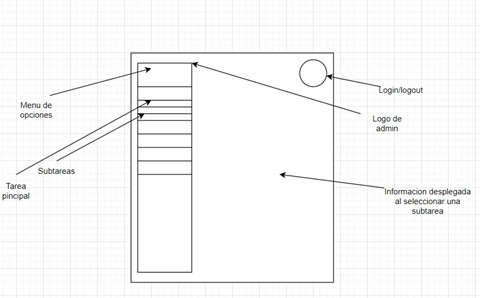 Login/logout
Menu de
opciones
Logo de
admin
Subtareas
Tarea
pincipal
Informacion desplegada
al seleccionar una
subtarea